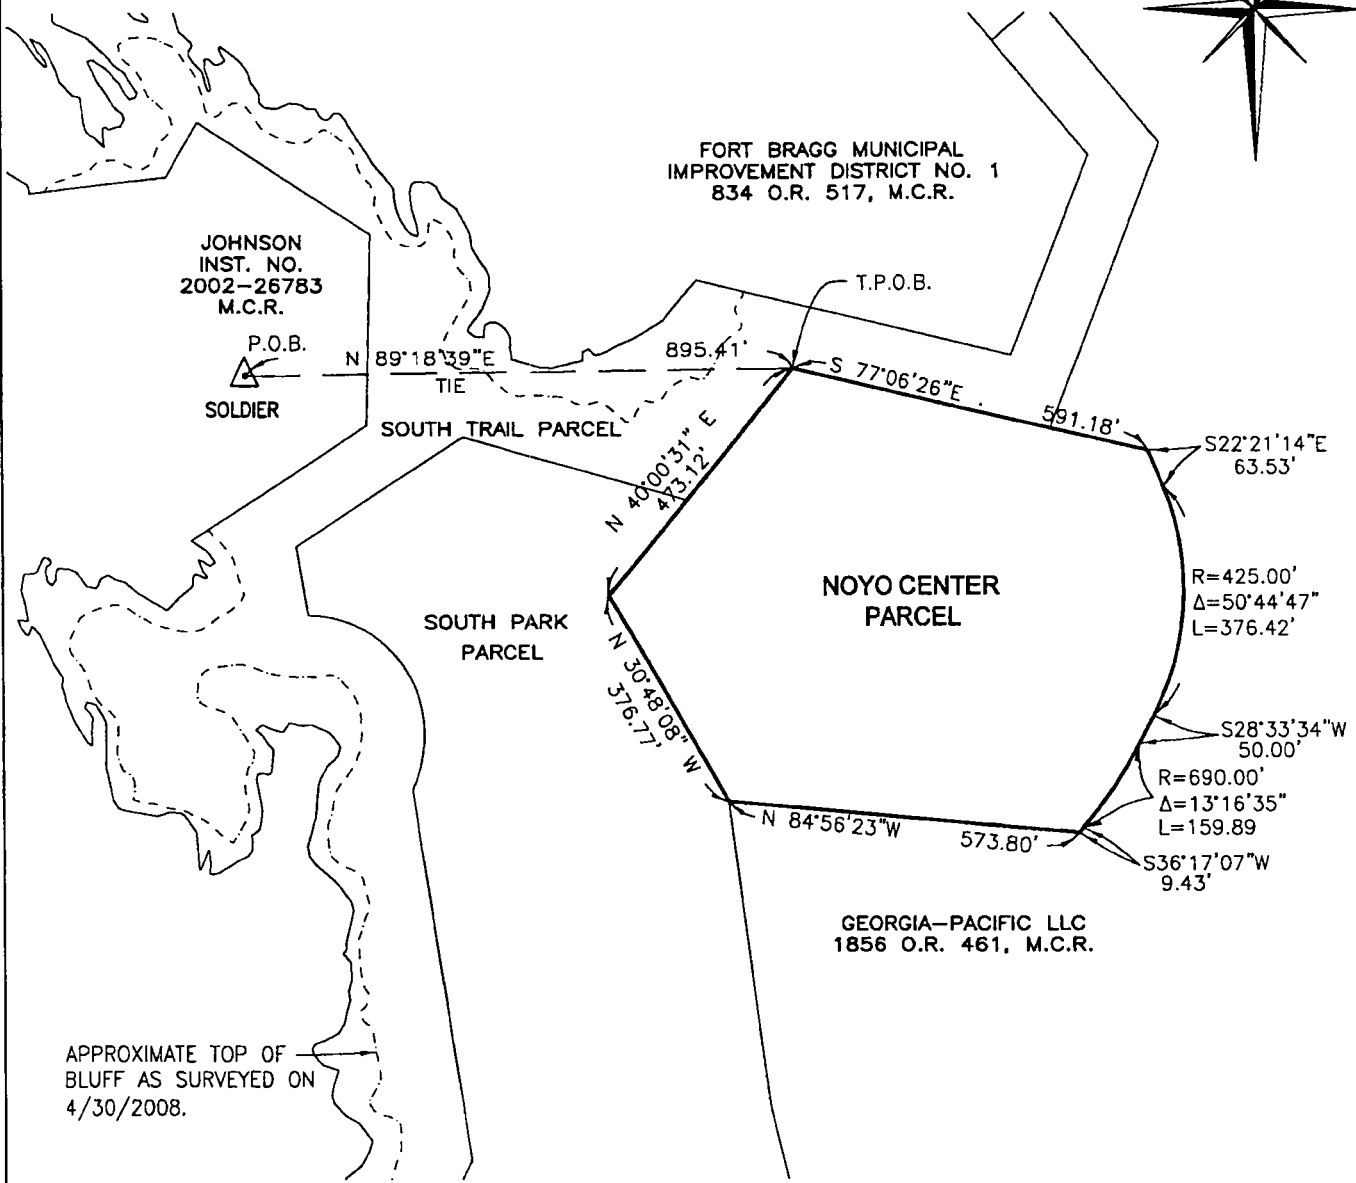 FORT BRAGG MUNICIPAL
IMPROVEMENT DISTRICT NO. 1
834 O.R. 517, M.C.R.
JOHNSON
INST. NO.
2002-26783
M.C.R.
P.O.B.
SOLDIER
T.P.O.B.
N 89°18'39"E
895.41'
TIE
SOUTH TRAIL PARCEL
S 77°06'26"E
591.18'
S22°21'14"E
63.53'
N 40°00'31" E
473.12'
R=425.00'
Δ=50°44'47"
L=376.42'
NOYO CENTER
PARCEL
SOUTH PARK
PARCEL
N 30°48'08" W
376.77'
S28°33'34"W
50.00'
R=690.00'
Δ=13°16'35"
L=159.89
N 84°56'23"W
573.80'
S36°17'07"W
9.43'
GEORGIA-PACIFIC LLC
1856 O.R. 461, M.C.R.
APPROXIMATE TOP OF
BLUFF AS SURVEYED ON
4/30/2008.